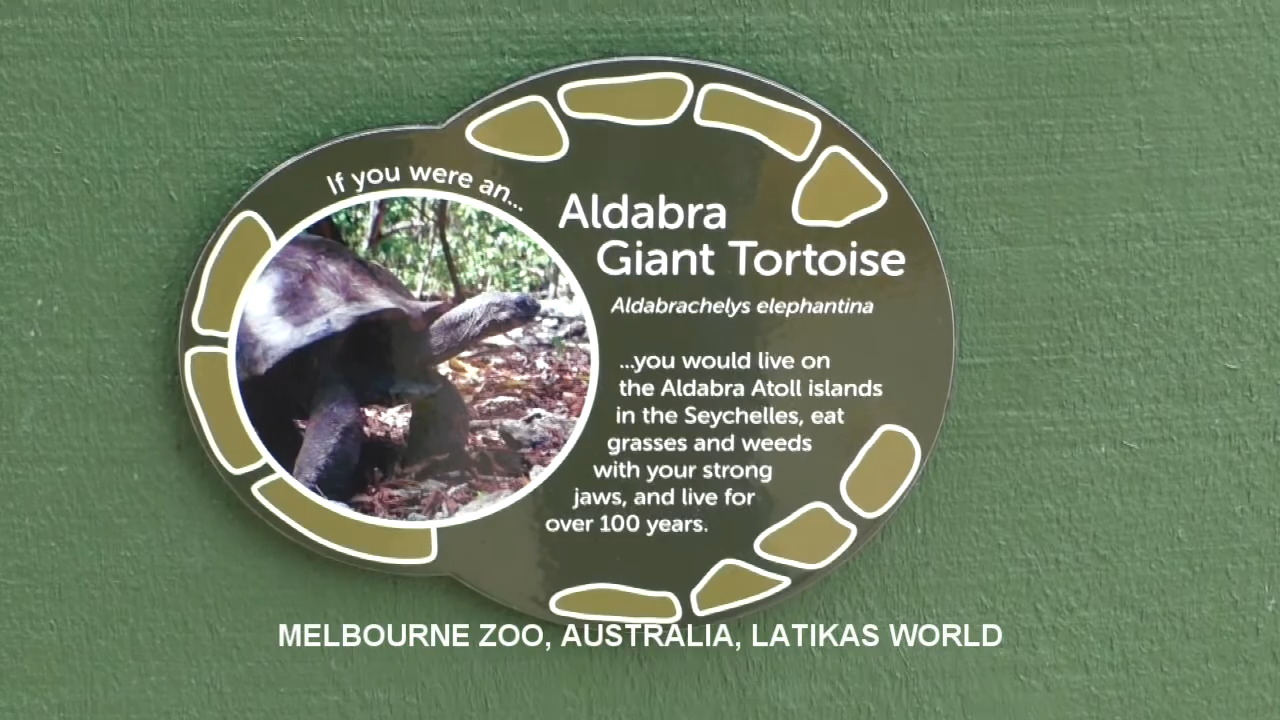 If you were an...
Aldabra
Giant Tortoise
Aldabrachelys elephantina
...you would live on
the Aldabra Atoll islands
in the Seychelles, eat
grasses and weeds
with your strong
jaws, and live for
over 100 years.
MELBOURNE ZOO, AUSTRALIA, LATIKAS WORLD